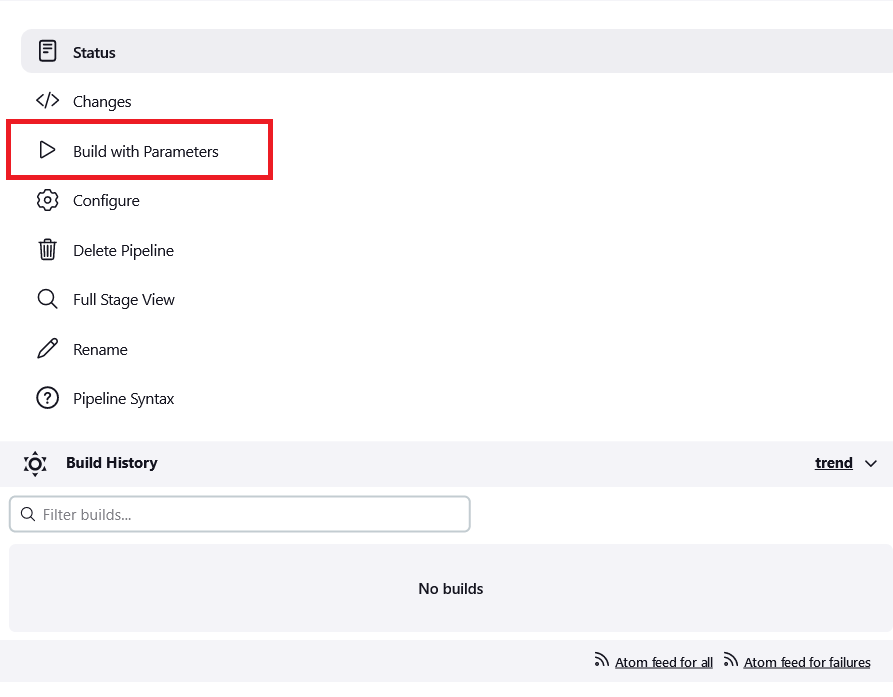 Status
Changes
Build with Parameters
Configure
Delete Pipeline
Full Stage View
Rename
Pipeline Syntax
Build History trend
Filter builds...
No builds
Atom feed for all Atom feed for failures